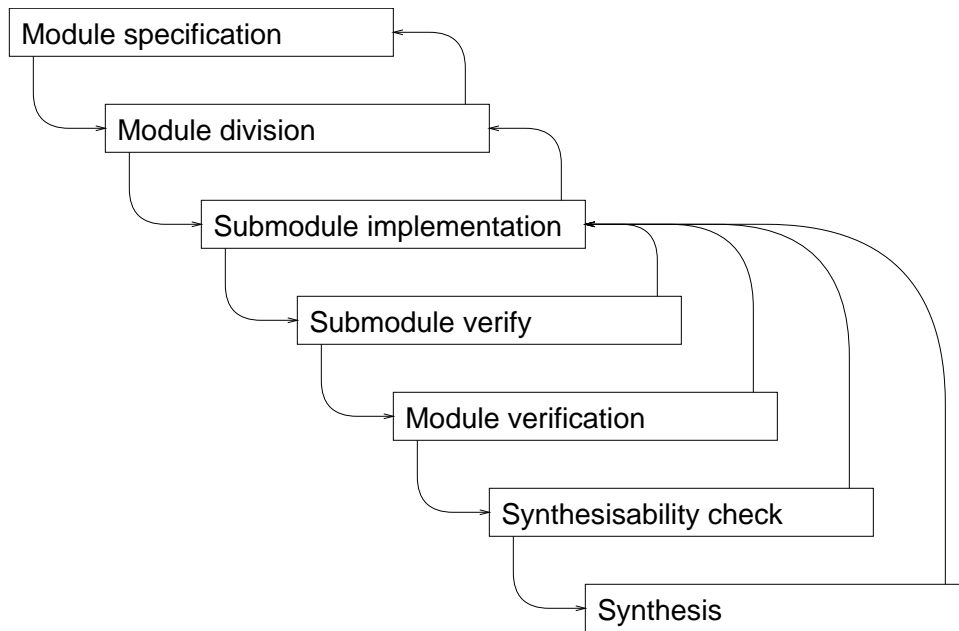 Module specification
Module division
Submodule implementation
Submodule verify
Module verification
Synthesisability check
Synthesis